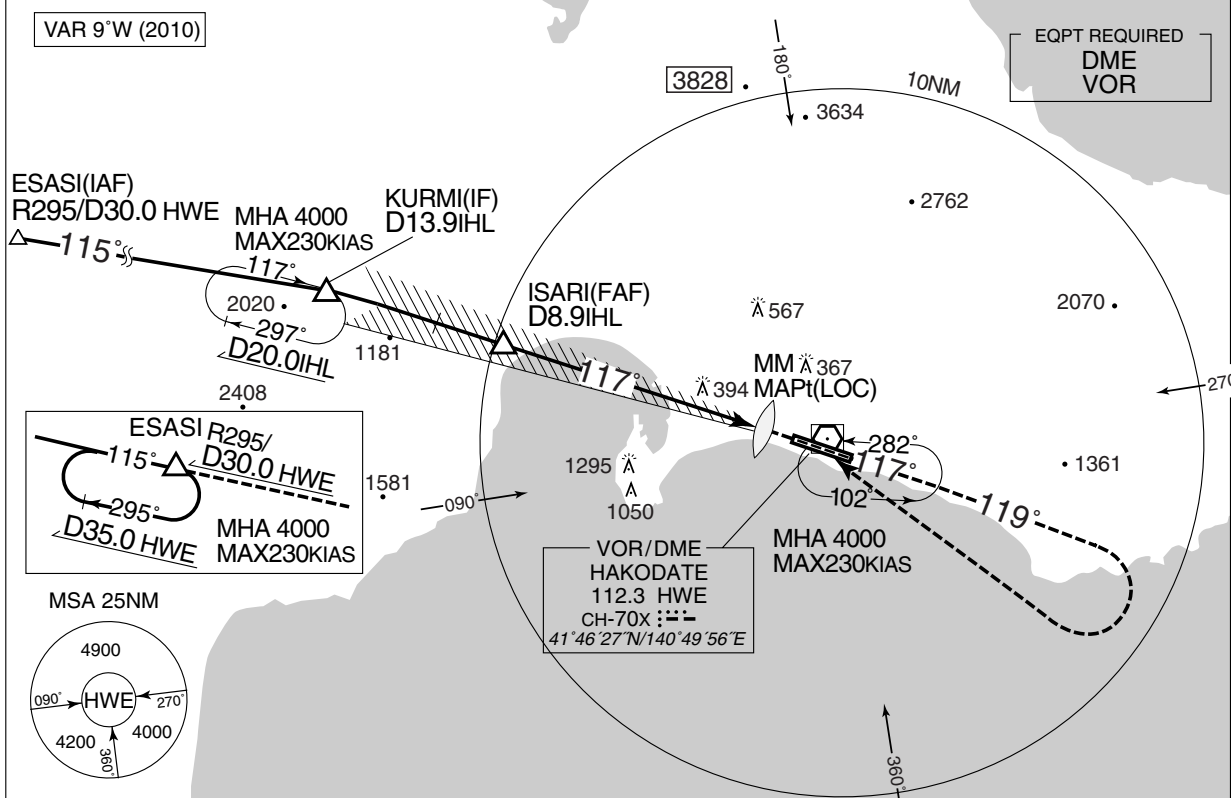 VAR 9°W (2010)
EQPT REQUIRED
DME
VOR
3828
180°
10NM
3634
ESASI(IAF)
R295/D30.0 HWE
115°
MHA 4000
MAX230KIAS
KURMI(IF)
D13.9IHL
2762
117°
2020
297°
D20.0IHL
1181
ISARI(FAF)
D8.9IHL
567
2070
117°
MM
MAPt(LOC)
367
394
270
2408
ESASI R295/
D30.0 HWE
115°
295°
D35.0 HWE
MHA 4000
MAX230KIAS
1581
090°
1295
1050
282°
117°
102°
119°
1361
MHA 4000
MAX230KIAS
VOR/DME
HAKODATE
112.3 HWE
CH-70X
41°46´27˝N/140°49´56˝E
MSA 25NM
4900
090°
HWE
270°
4200
4000
360°
360°